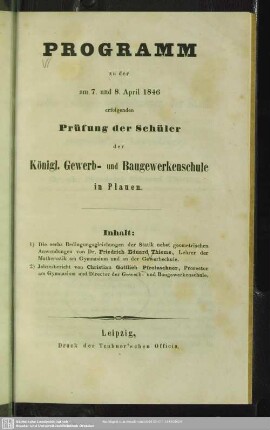 PROGRAMM
zu der
am 7. und 8. April 1846
erfolgenden
Prüfung der Schüler
der
Königl. Gewerb- und Baugewerkenschule
in Plauen.
Inhalt:
1) Die sechs Bedingungsgleichungen der Statik nebst geometrischen
Anwendungen von Dr. Friedrich Eduard Thieme, Lehrer der
Mathematik am Gymnasium und an der Gewerbschule.
2) Jahresbericht von Christian Gottlieb Pfretzschner, Prorector
am Gymnasium und Director der Gewerb- und Baugewerkenschule.
Leipzig,
Druck der Teubner'schen Officin.